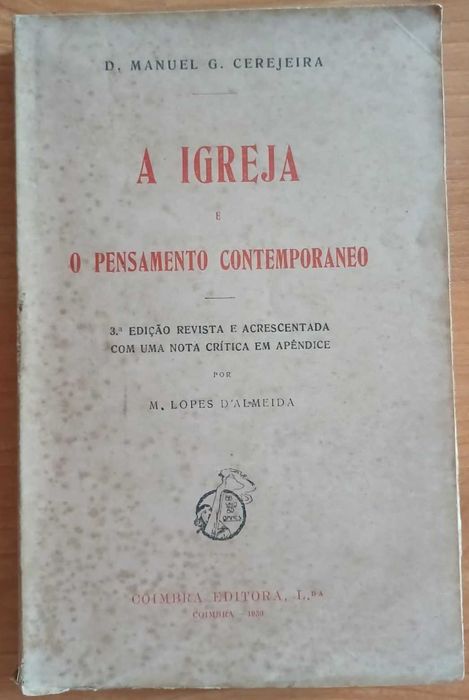 D. MANUEL G. CEREJEIRA
A IGREJA
E
O PENSAMENTO CONTEMPORANEO
3.ª EDIÇÃO REVISTA E ACRESCENTADA
COM UMA NOTA CRÍTICA EM APÊNDICE
POR
M. LOPES D'ALMEIDA
COIMBRA EDITORA, L.DA
COIMBRA — 1930